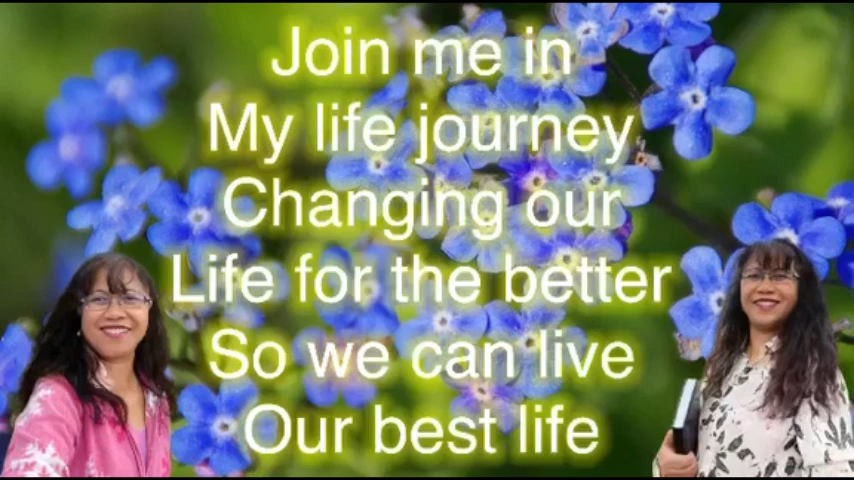 Join me in
My life journey
Changing our
Life for the better
So we can live
Our best life